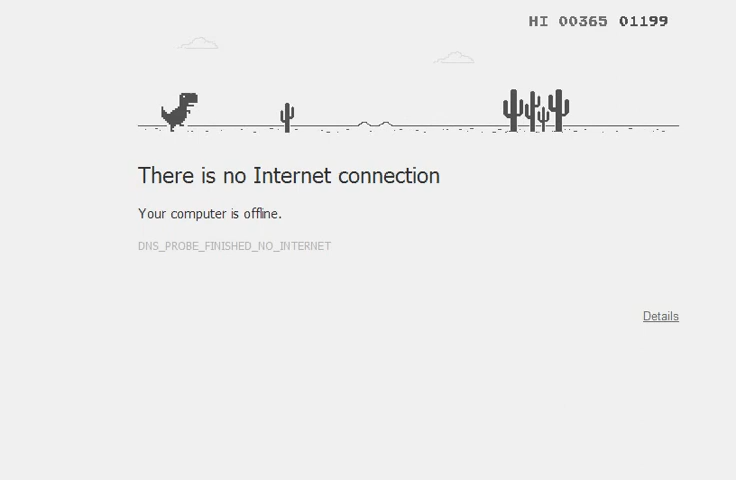 HI 00365 01199
There is no Internet connection
Your computer is offline.
DNS_PROBE_FINISHED_NO_INTERNET
Details